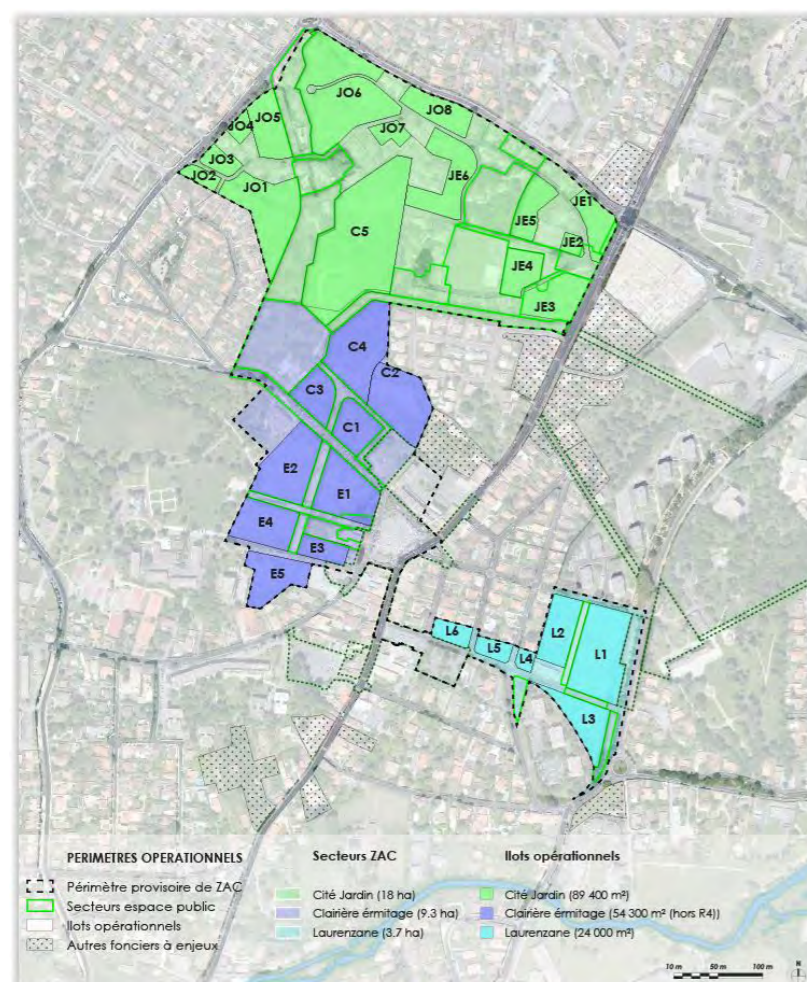 JO6
JO8
JO5
JO4
JO7
JO3
JE6
JO2
JO1
JE1
JE5
C5
JE2
JE4
JE3
C4
C2
C3
C1
E2
E1
E4
E3
E5
L6
L5
L4
L2
L1
L3
PERIMETRES OPERATIONNELS
Périmètre provisoire de ZAC
Secteurs espace public
Ilots opérationnels
Autres fonciers à enjeux
Secteurs ZAC
Cité Jardin (18 ha)
Clairière érmitage (9.3 ha)
Laurenzane (3.7 ha)
Ilots opérationnels
Cité Jardin (89 400 m²)
Clairière érmitage (54 300 m² (hors R4))
Laurenzane (24 000 m²)
10 m 50 m 100 m
N